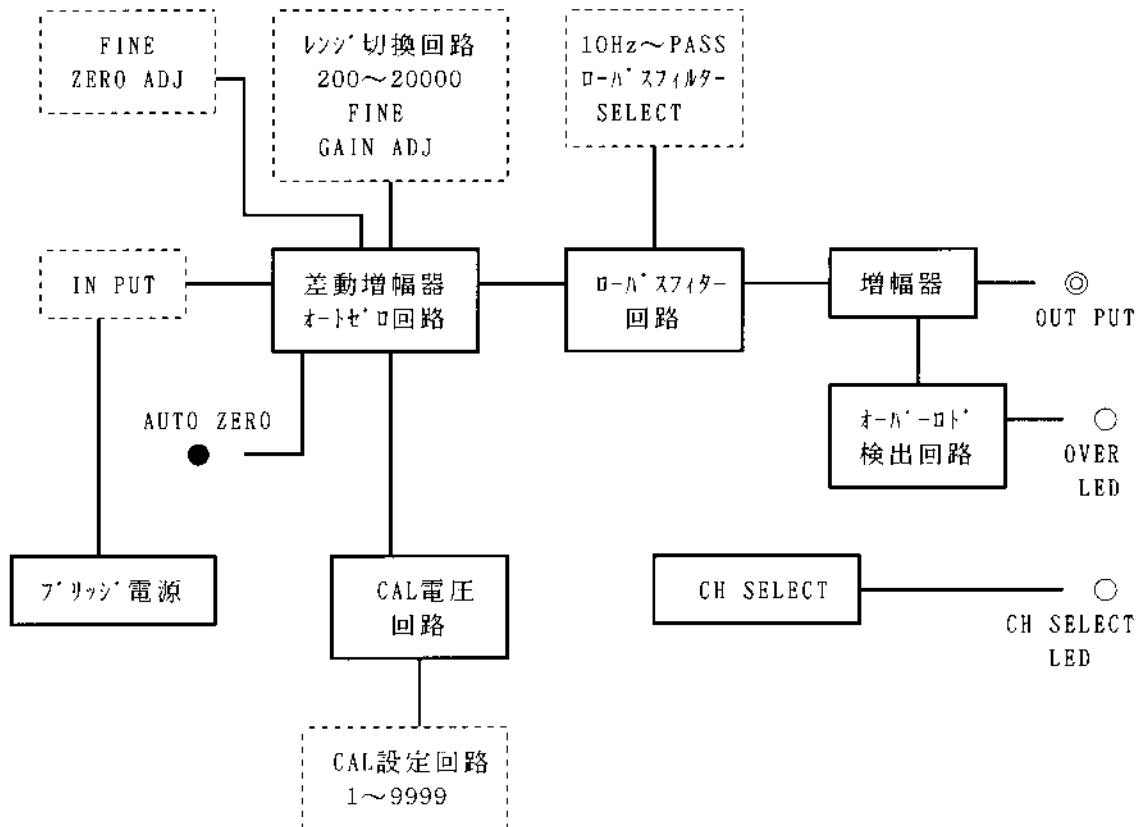 FINE
ZERO ADJ
ﾚﾝｼﾞ切換回路
200～20000
FINE
GAIN ADJ
10Hz～PASS
ﾛｰﾊﾟｽﾌｨﾙﾀｰ
SELECT
IN PUT
差動増幅器
ｵｰﾄｾﾞﾛ回路
ﾛｰﾊﾟｽﾌｨﾀｰ
回路
増幅器
OUT PUT
AUTO ZERO
ｵｰﾊﾞｰﾛﾄﾞ
検出回路
OVER
LED
ﾌﾞﾘｯｼﾞ電源
CAL電圧
回路
CH SELECT
CH SELECT
LED
CAL設定回路
1～9999